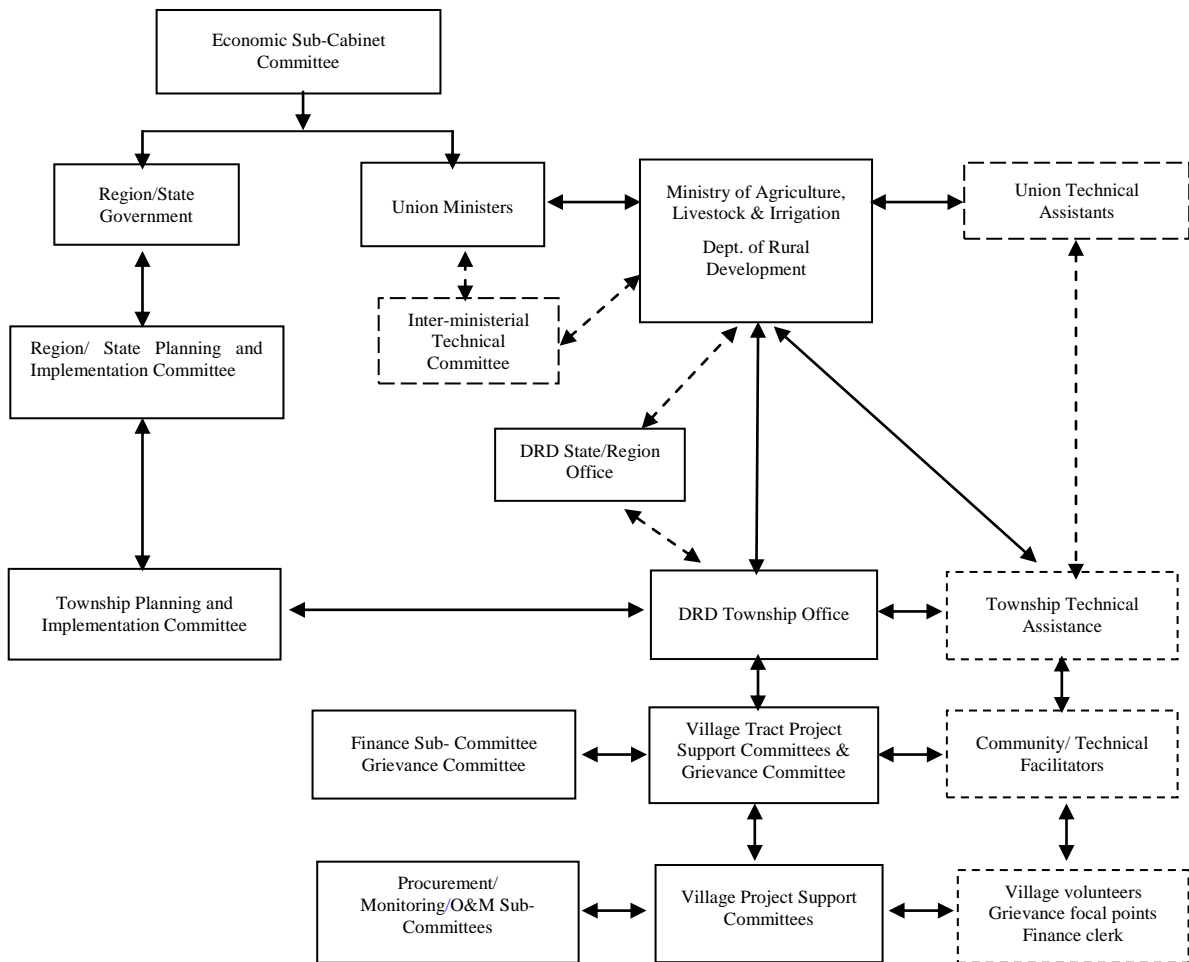 Economic Sub-Cabinet
Committee
Region/State
Government
Union Ministers
Ministry of Agriculture,
Livestock & Irrigation
Dept. of Rural
Development
Union Technical
Assistants
Inter-ministerial
Technical
Committee
Region/ State Planning and
Implementation Committee
DRD State/Region
Office
Township Planning and
Implementation Committee
DRD Township Office
Township Technical
Assistance
Finance Sub- Committee
Grievance Committee
Village Tract Project
Support Committees &
Grievance Committee
Community/ Technical
Facilitators
Procurement/
Monitoring/O&M Sub-
Committees
Village Project Support
Committees
Village volunteers
Grievance focal points
Finance clerk